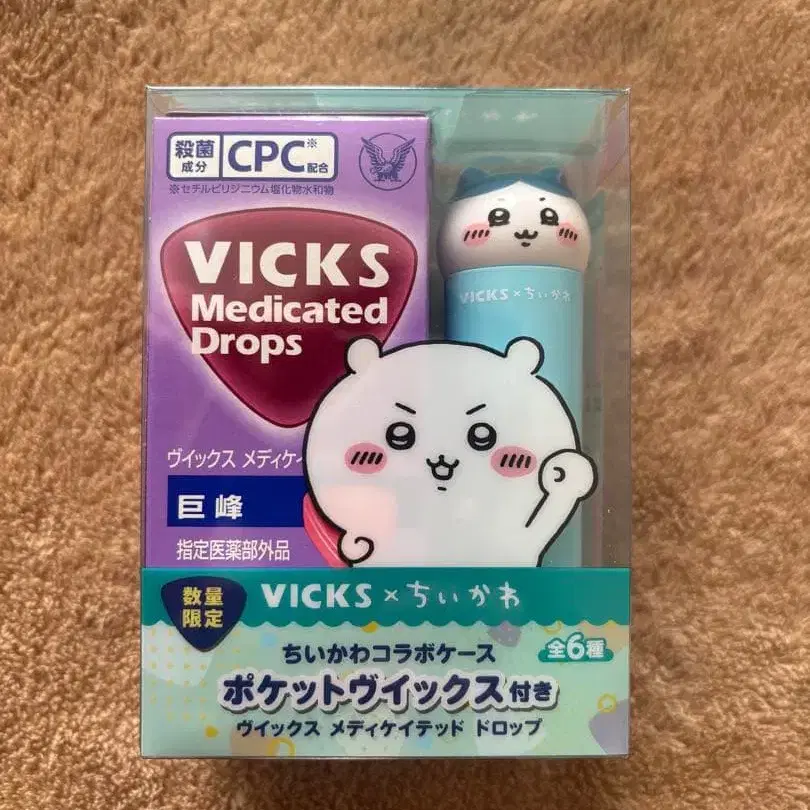 殺菌成分 CPC※配合
※セチルピリジニウム塩化物水和物
VICKS
Medicated
Drops
ヴイックス メディケイ
巨峰
指定医薬部外品
VICKS×ちいかわ
数量限定
VICKS×ちいかわ
ちいかわコラボケース
全6種
ポケットヴイックス付き
ヴイックス メディケイテッド ドロップ